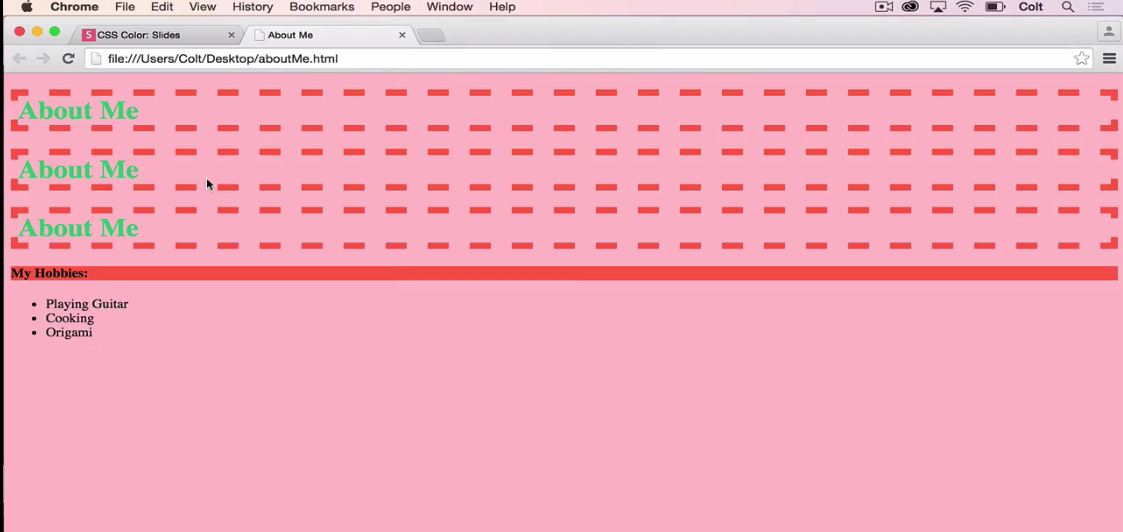 Chrome File Edit View History Bookmarks People Window Help Colt
S CSS Color: Slides × About Me ×
file:///Users/Colt/Desktop/aboutMe.html
About Me
About Me
About Me
My Hobbies:
• Playing Guitar
• Cooking
• Origami